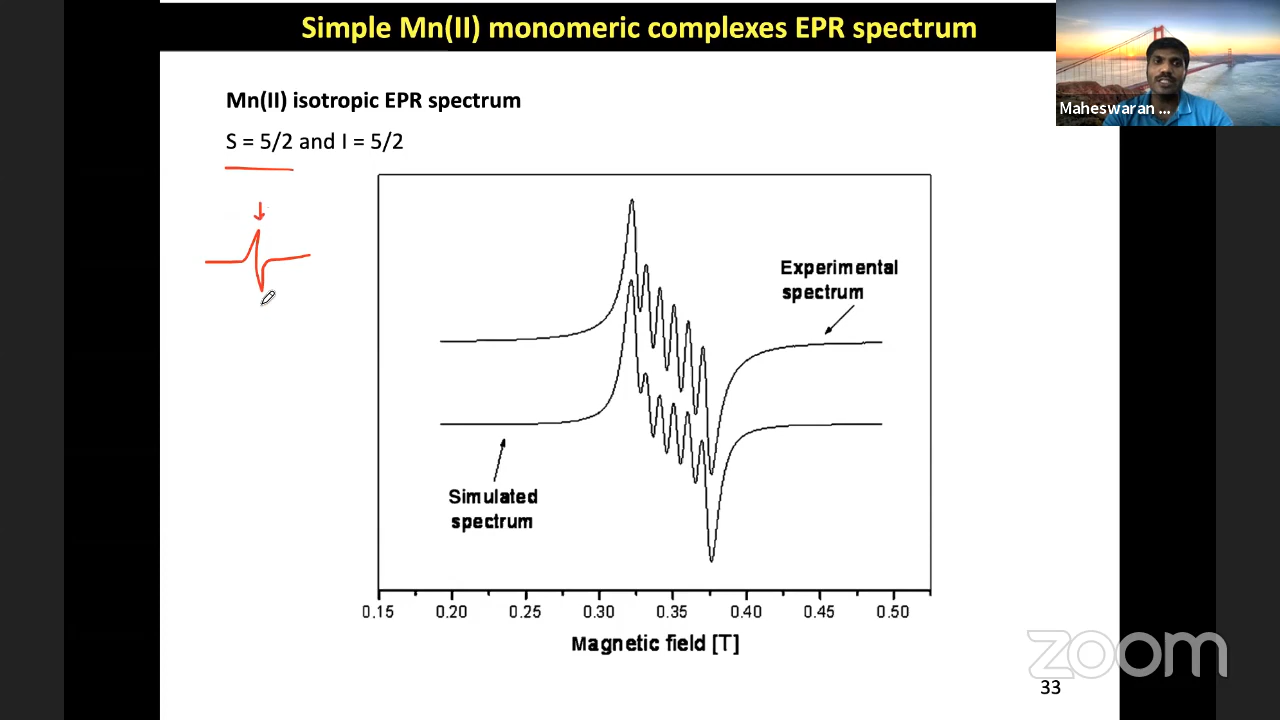 Simple Mn(II) monomeric complexes EPR spectrum
Maheswaran ...
Mn(II) isotropic EPR spectrum
S = 5/2 and I = 5/2
Experimental
spectrum
Simulated
spectrum
0.15 0.20 0.25 0.30 0.35 0.40 0.45 0.50
Magnetic field [T]
zoom
33